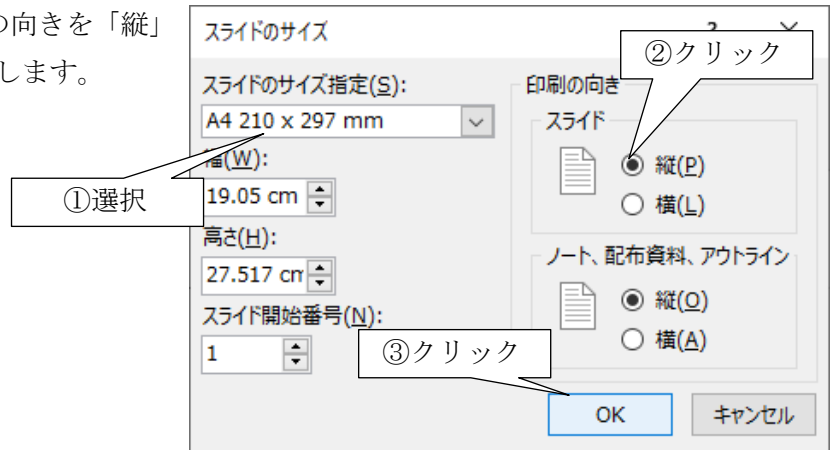 の向きを「縦」
します。
スライドのサイズ
②クリック
スライドのサイズ指定(S):
A4 210 x 297 mm
幅(W):
①選択
19.05 cm
高さ(H):
27.517 cm
スライド開始番号(N):
1
③クリック
印刷の向き
スライド
縦(P)
横(L)
ノート、配布資料、アウトライン
縦(O)
横(A)
OK
キャンセル